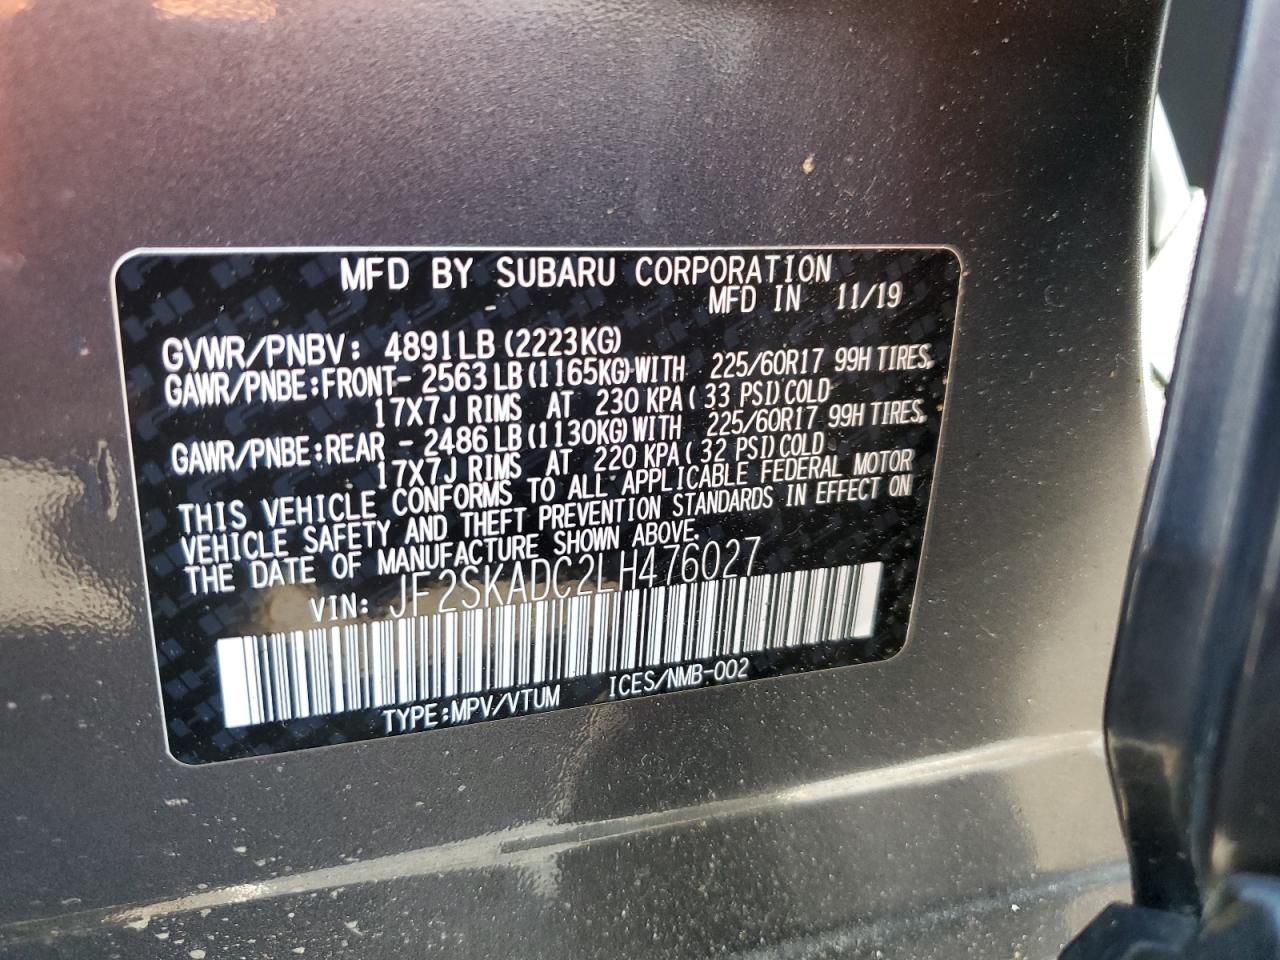 MFD BY SUBARU CORPORATION
MFD IN 11/19
GVWR/PNBV: 4891LB (2223KG)
GAWR/PNBE:FRONT- 2563LB(1165KG)WITH 225/60R17 99H TIRES,
17X7J RIMS AT 230 KPA( 33 PSI)COLD
GAWR/PNBE:REAR - 2486LB(1130KG)WITH 225/60R17 99H TIRES,
17X7J RIMS AT 220 KPA( 32 PSI)COLD
THIS VEHICLE CONFORMS TO ALL APPLICABLE FEDERAL MOTOR
VEHICLE SAFETY AND THEFT PREVENTION STANDARDS IN EFFECT ON
THE DATE OF MANUFACTURE SHOWN ABOVE.
VIN: JF2SKADC2LH476027
TYPE:MPV/VTUM ICES/NMB-002